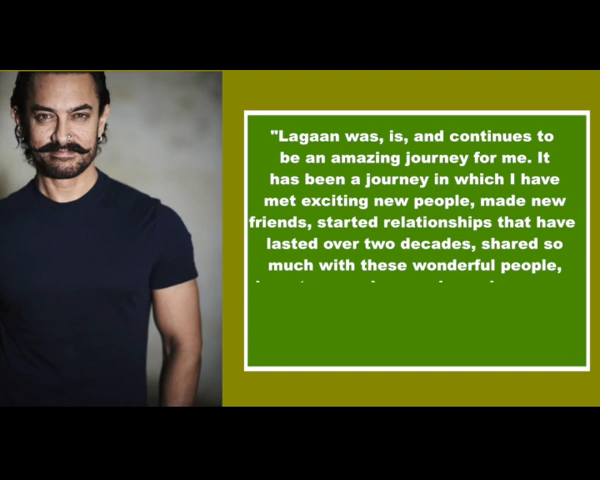 "Lagaan was, is, and continues to
be an amazing journey for me. It
has been a journey in which I have
met exciting new people, made new
friends, started relationships that have
lasted over two decades, shared so
much with these wonderful people,